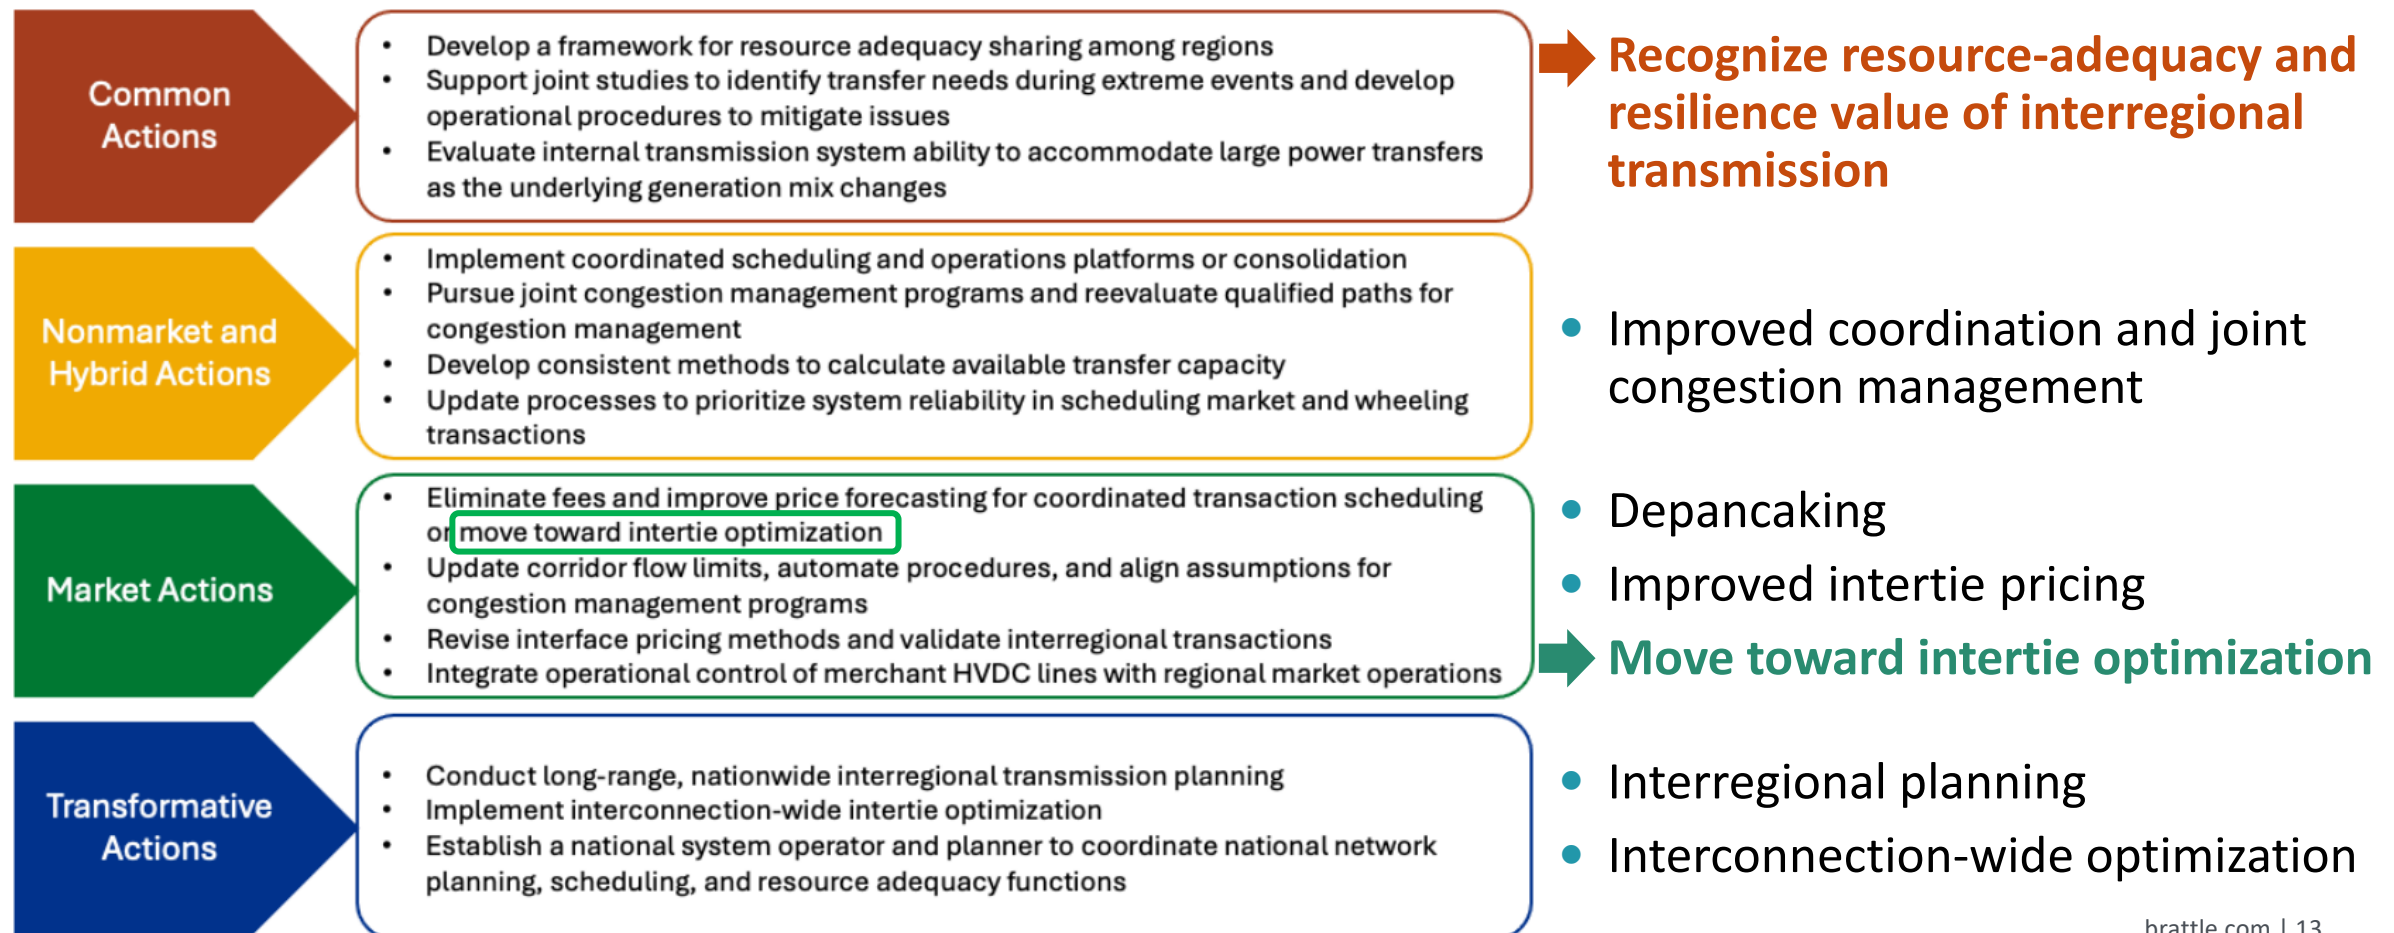 Common
Actions
• Develop a framework for resource adequacy sharing among regions
• Support joint studies to identify transfer needs during extreme events and develop
operational procedures to mitigate issues
• Evaluate internal transmission system ability to accommodate large power transfers
as the underlying generation mix changes
Recognize resource-adequacy and
resilience value of interregional
transmission
Nonmarket and
Hybrid Actions
• Implement coordinated scheduling and operations platforms or consolidation
• Pursue joint congestion management programs and reevaluate qualified paths for
congestion management
• Develop consistent methods to calculate available transfer capacity
• Update processes to prioritize system reliability in scheduling market and wheeling
transactions
• Improved coordination and joint
congestion management
Market Actions
• Eliminate fees and improve price forecasting for coordinated transaction scheduling
or move toward intertie optimization
• Update corridor flow limits, automate procedures, and align assumptions for
congestion management programs
• Revise interface pricing methods and validate interregional transactions
• Integrate operational control of merchant HVDC lines with regional market operations
• Depancaking
• Improved intertie pricing
Move toward intertie optimization
Transformative
Actions
• Conduct long-range, nationwide interregional transmission planning
• Implement interconnection-wide intertie optimization
• Establish a national system operator and planner to coordinate national network
planning, scheduling, and resource adequacy functions
• Interregional planning
• Interconnection-wide optimization
brattle.com | 13